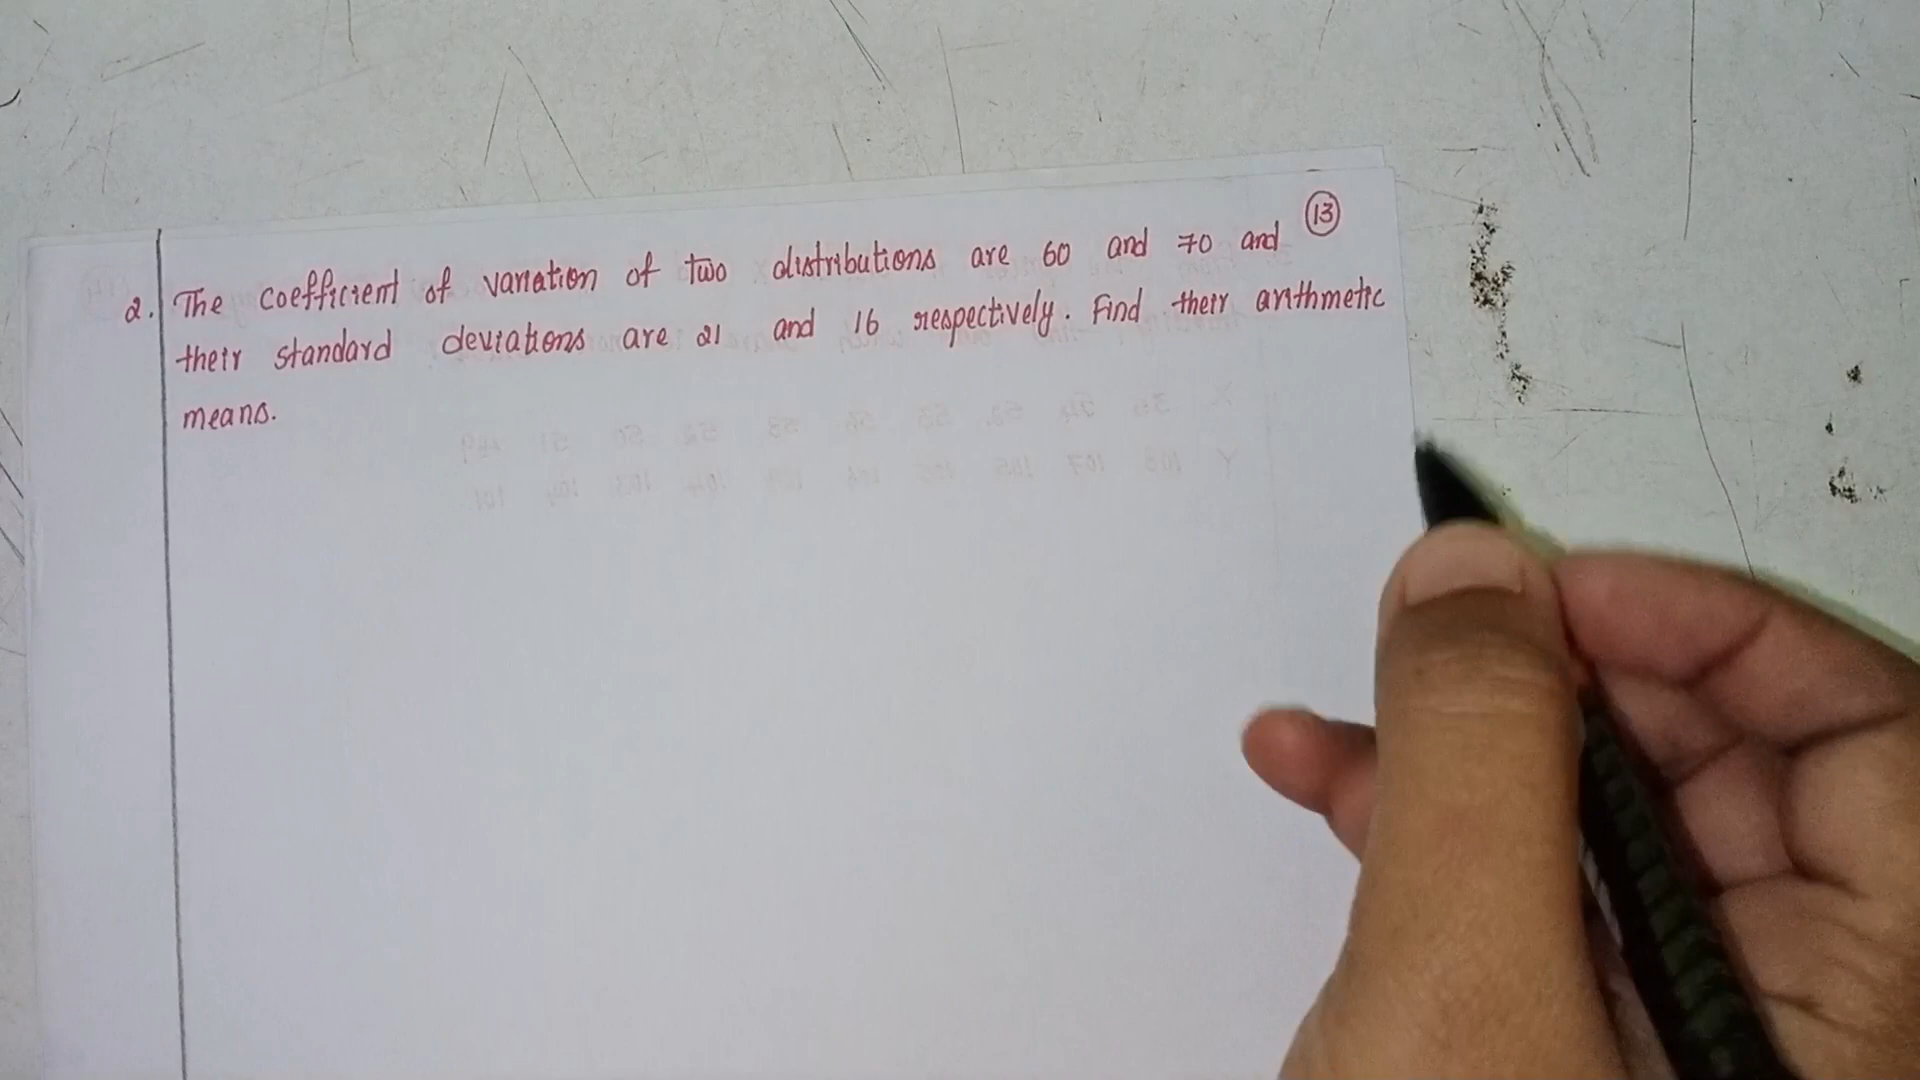 13
2. The coefficient of variation of two distributions are 60 and 70 and
their standard deviations are 21 and 16 respectively. Find their arithmetic
means.